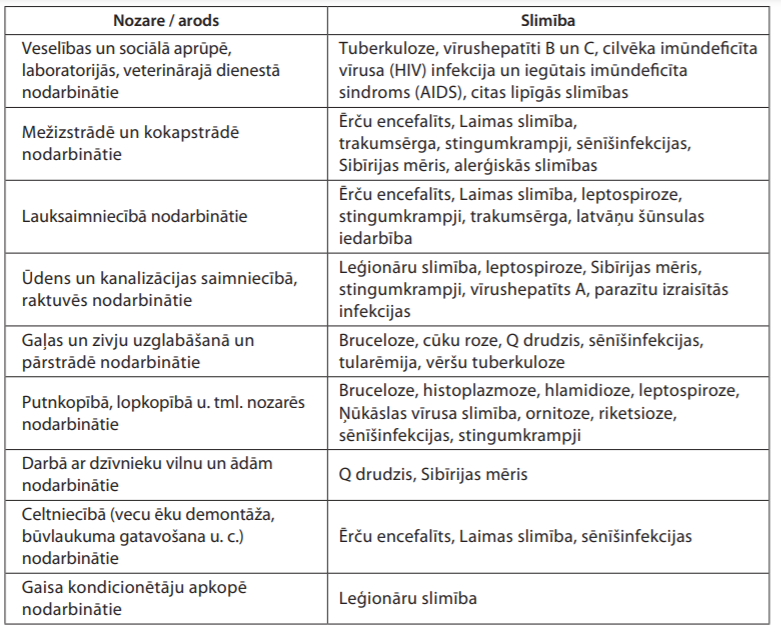 Nozare / arods
Slimība
Veselības un sociālā aprūpē,
laboratorijās, veterinārajā dienestā
nodarbinātie
Tuberkuloze, vīrushepatīti B un C, cilvēka imūndeficīta
vīrusa (HIV) infekcija un iegūtais imūndeficīta
sindroms (AIDS), citas lipīgās slimības
Mežizstrādē un kokapstrādē
nodarbinātie
Ērču encefalīts, Laimas slimība,
trakumsērga, stingumkrampji, sēnīšinfekcijas,
Sibīrijas mēris, alerģiskās slimības
Lauksaimniecībā nodarbinātie
Ērču encefalīts, Laimas slimība, leptospiroze,
stingumkrampji, trakumsērga, latvāņu šūnsulas
iedarbība
Ūdens un kanalizācijas saimniecībā,
raktuvēs nodarbinātie
Leģionāru slimība, leptospiroze, Sibīrijas mēris,
stingumkrampji, vīrushepatīts A, parazītu izraisītās
infekcijas
Gaļas un zivju uzglabāšanā un
pārstrādē nodarbinātie
Bruceloze, cūku roze, Q drudzis, sēnīšinfekcijas,
tularēmija, vēršu tuberkuloze
Putnkopībā, lopkopībā u. tml. nozarēs
nodarbinātie
Bruceloze, histoplazmoze, hlamidioze, leptospiroze,
Ņūkāslas vīrusa slimība, ornitoze, riketsioze,
sēnīšinfekcijas, stingumkrampji
Darbā ar dzīvnieku vilnu un ādām
nodarbinātie
Q drudzis, Sibīrijas mēris
Celtniecībā (vecu ēku demontāža,
būvlaukuma gatavošana u. c.)
nodarbinātie
Ērču encefalīts, Laimas slimība, sēnīšinfekcijas
Gaisa kondicionētāju apkopē
nodarbinātie
Leģionāru slimība